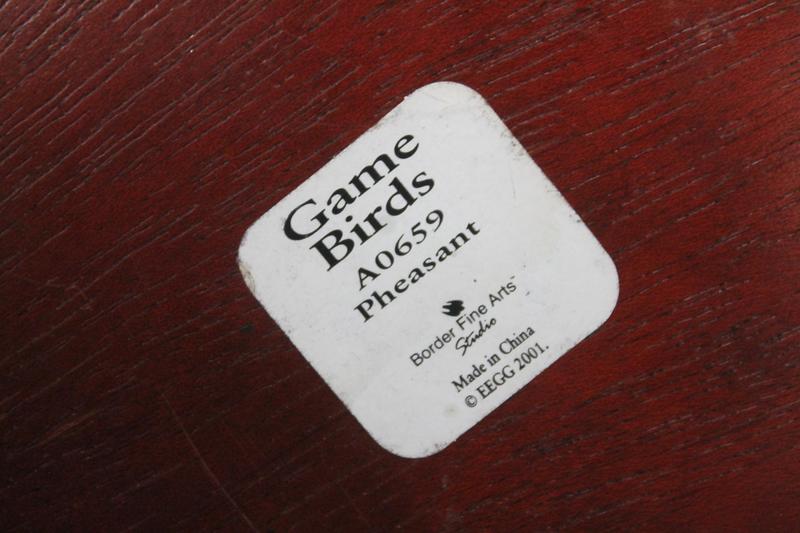 Game
Birds
A0659
Pheasant
Border Fine Arts™
Studio
Made in China
© EEGG 2001.